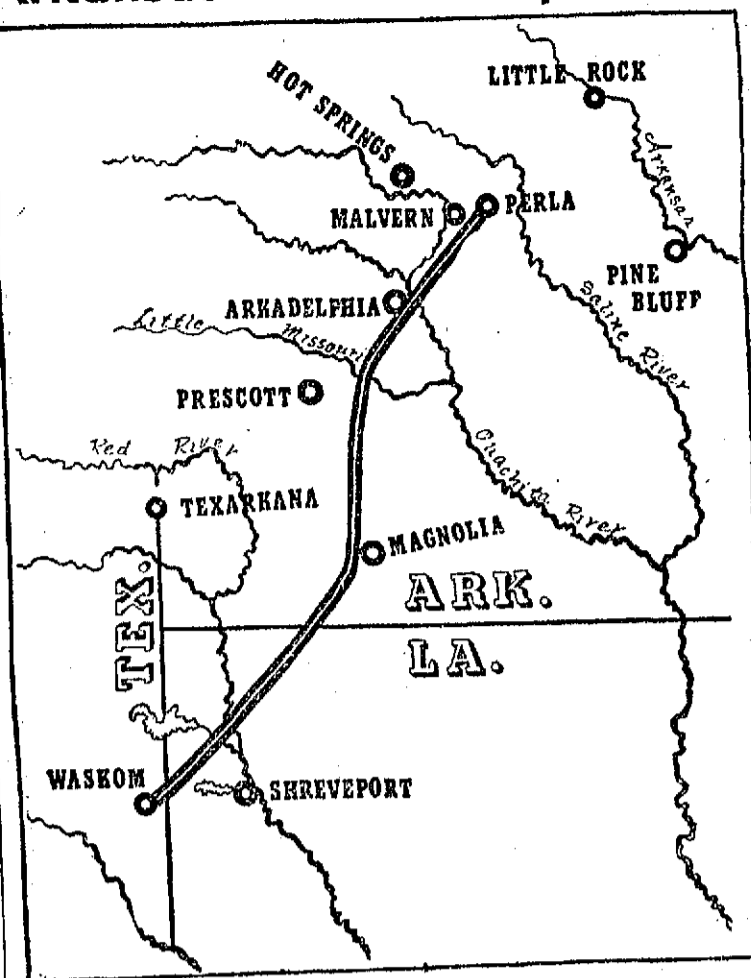 LITTLE ROCK
HOT SPRINGS
Arkansas
MALVERN
PERLA
PINE
BLUFF
ARKADELPHIA
Saline River
Little Missouri
PRESCOTT
Red River
Ouachita River
TEXARKANA
MAGNOLIA
TEX.
ARK.
LA.
WASKOM
SHREVEPORT